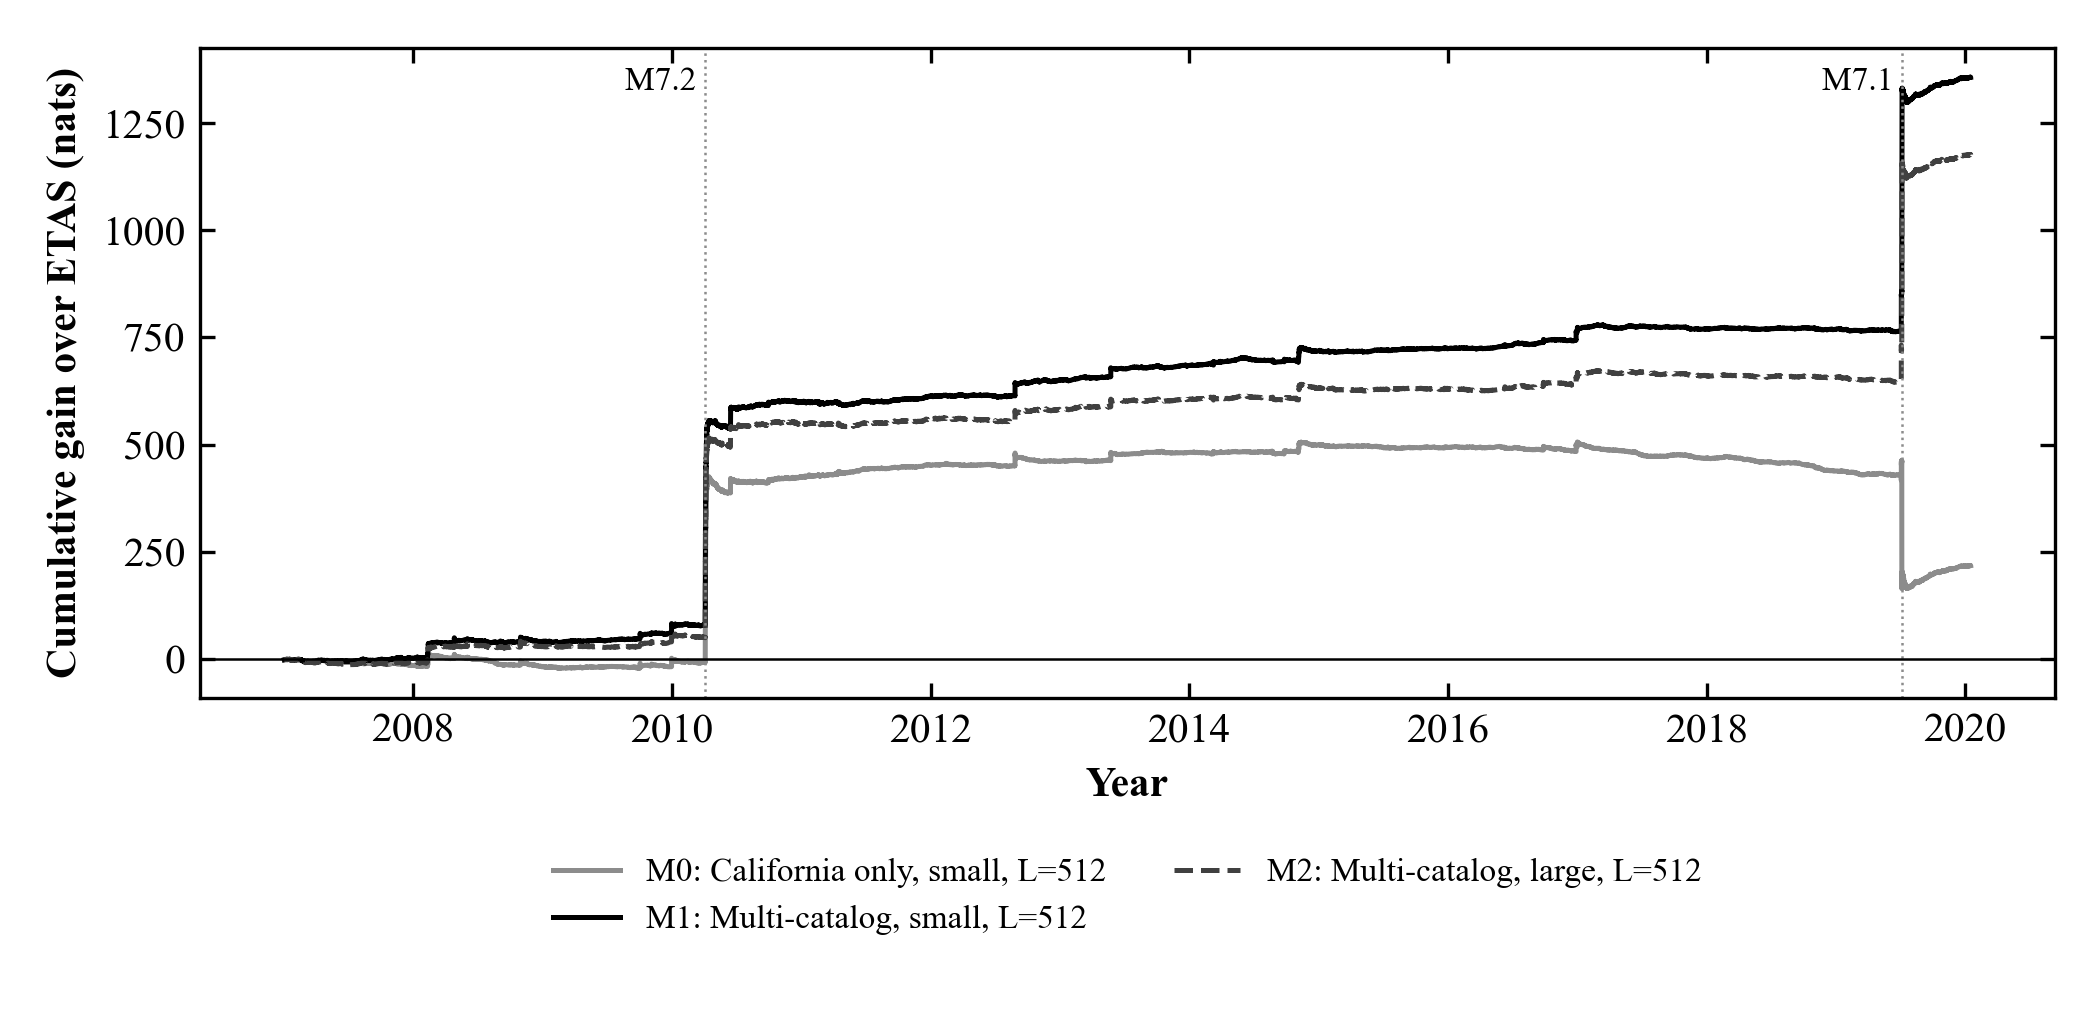 M7.2
M7.1
Cumulative gain over ETAS (nats)
1250
1000
750
500
250
0
2008 2010 2012 2014 2016 2018 2020
Year
M0: California only, small, L=512
M1: Multi-catalog, small, L=512
M2: Multi-catalog, large, L=512